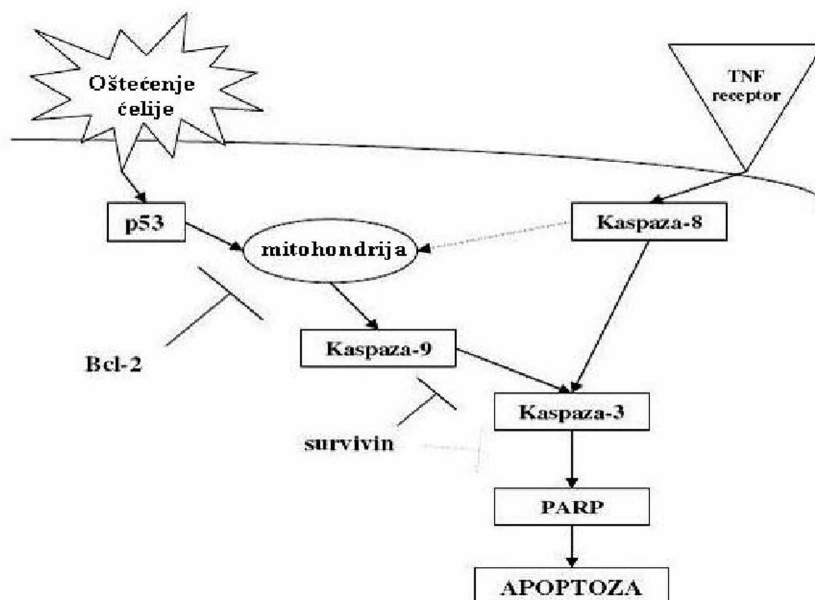 Oštećenje
ćelije
TNF
receptor
p53
mitohondrija
Kaspaza-8
Bcl-2
Kaspaza-9
Kaspaza-3
survivin
PARP
APOPTOZA